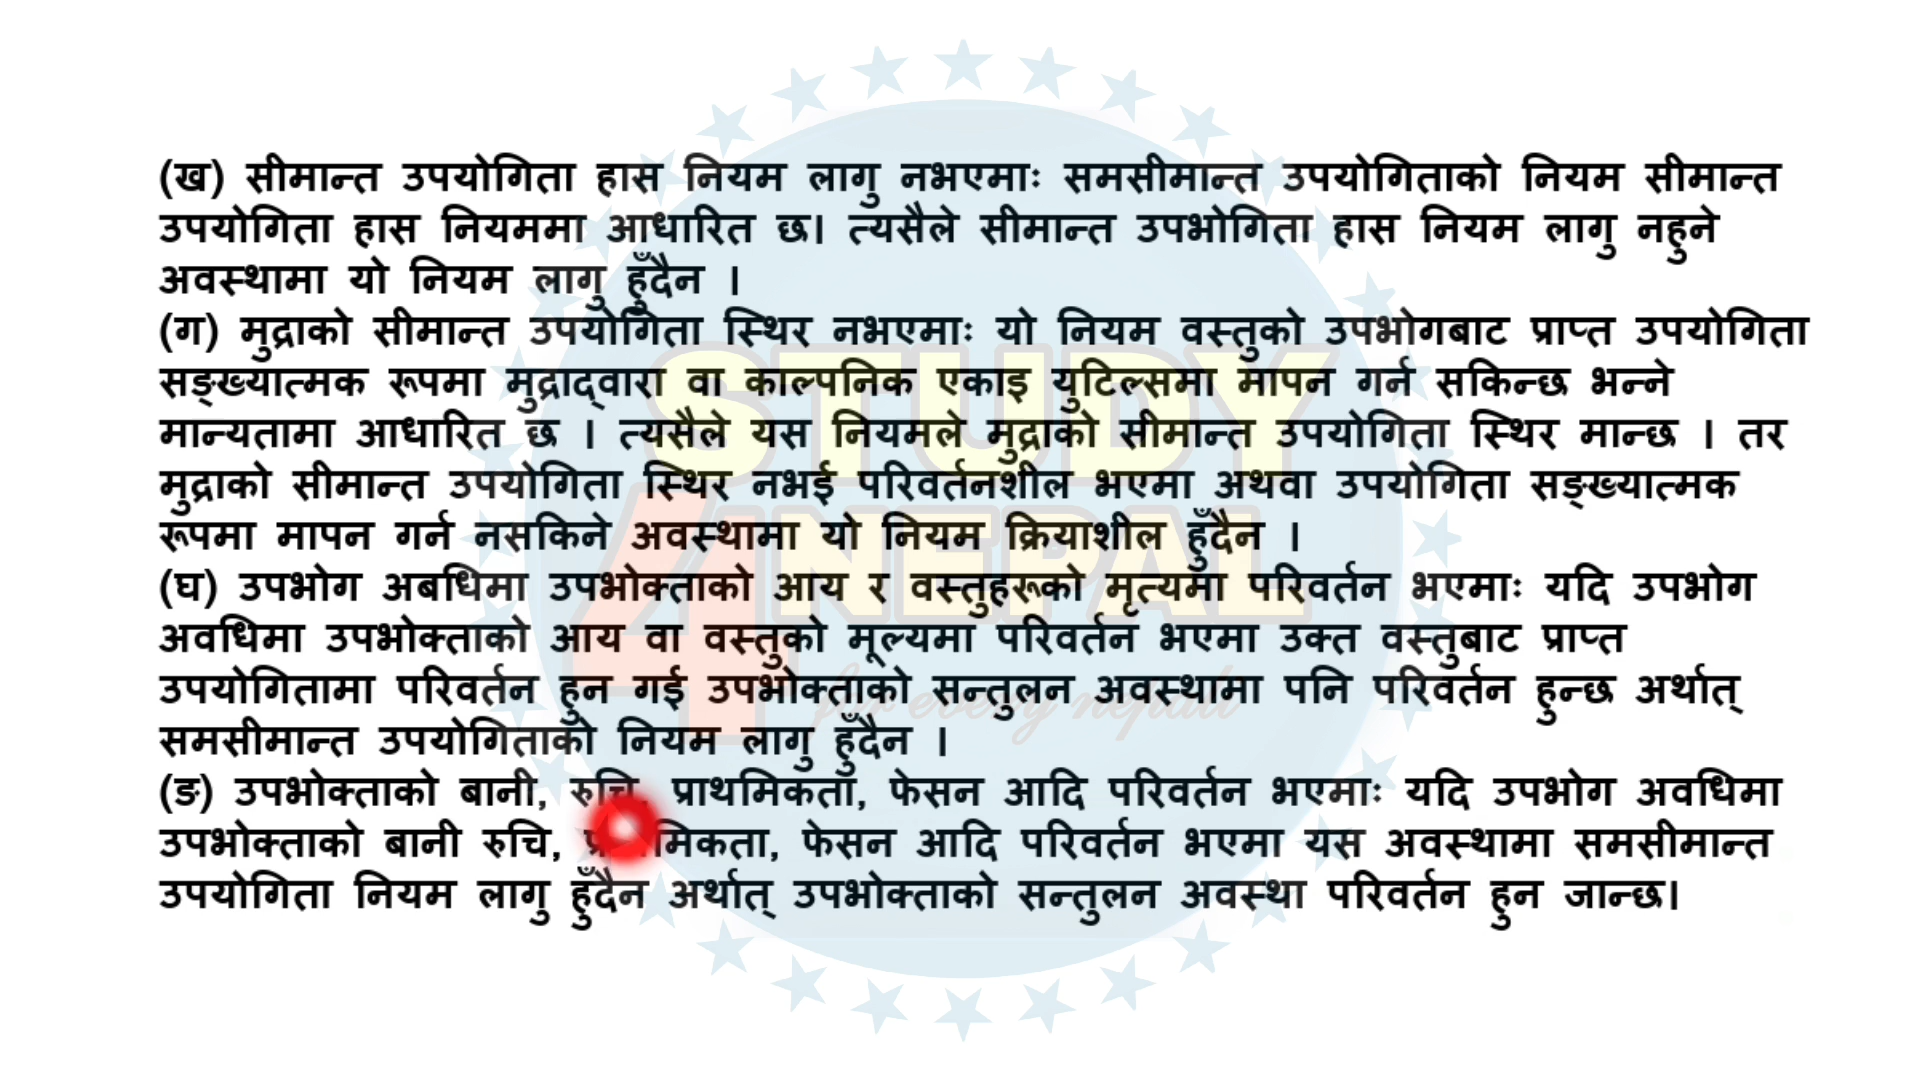 (ख) सीमान्त उपयोगिता हास नियम लागु नभएमाः समसीमान्त उपयोगिताको नियम सीमान्त
उपयोगिता हास नियममा आधारित छ। त्यसैले सीमान्त उपभोगिता हास नियम लागु नहुने
अवस्थामा यो नियम लागु हुँदैन ।
(ग) मुद्राको सीमान्त उपयोगिता स्थिर नभएमाः यो नियम वस्तुको उपभोगबाट प्राप्त उपयोगिता
सङ्ख्यात्मक रूपमा मुद्राद्वारा वा काल्पनिक एकाइ युटिल्समा मापन गर्न सकिन्छ भन्ने
मान्यतामा आधारित छ । त्यसैले यस नियमले मुद्राको सीमान्त उपयोगिता स्थिर मान्छ । तर
मुद्राको सीमान्त उपयोगिता स्थिर नभई परिवर्तनशील भएमा अथवा उपयोगिता सङ्ख्यात्मक
रूपमा मापन गर्न नसकिने अवस्थामा यो नियम क्रियाशील हुँदैन ।
(घ) उपभोग अबधिमा उपभोक्ताको आय र वस्तुहरूको मृत्यमा परिवर्तन भएमाः यदि उपभोग
अवधिमा उपभोक्ताको आय वा वस्तुको मूल्यमा परिवर्तन भएमा उक्त वस्तुबाट प्राप्त
उपयोगितामा परिवर्तन हुन गई उपभोक्ताको सन्तुलन अवस्थामा पनि परिवर्तन हुन्छ अर्थात्
समसीमान्त उपयोगिताको नियम लागु हुँदैन ।
(ङ) उपभोक्ताको बानी, रुचि, प्राथमिकता, फेसन आदि परिवर्तन भएमाः यदि उपभोग अवधिमा
उपभोक्ताको बानी रुचि, फेसन आदि परिवर्तन भएमा यस अवस्थामा समसीमान्त
उपयोगिता नियम लागु हुँदैन अर्थात् उपभोक्ताको सन्तुलन अवस्था परिवर्तन हुन जान्छ।
STUDY
4 NEPAL
for every nepali